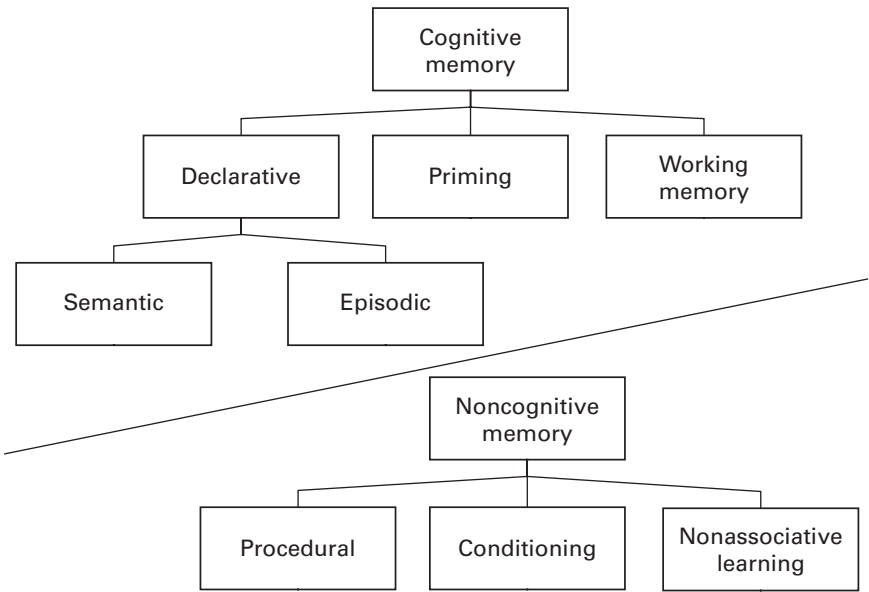 Cognitive
memory
Declarative
Priming
Working
memory
Semantic
Episodic
Noncognitive
memory
Procedural
Conditioning
Nonassociative
learning